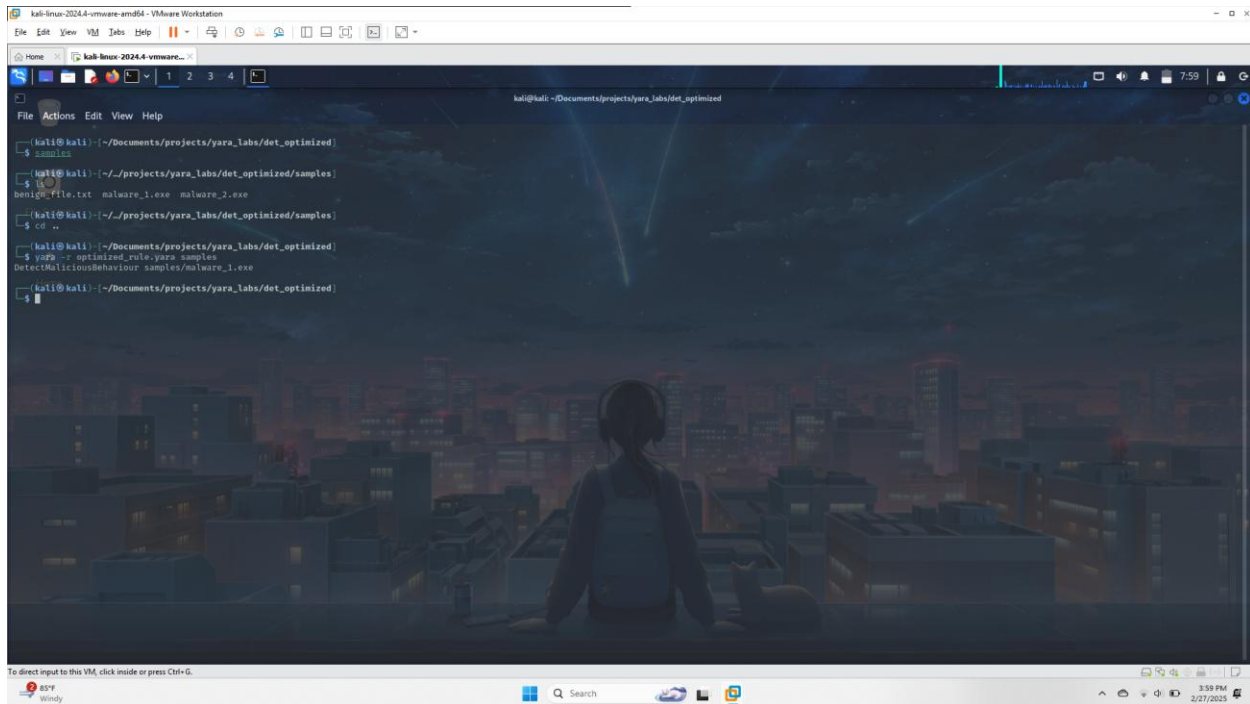 kali-linux-2024.4-vmware-amd64 - VMware Workstation
File Edit View VM Tabs Help
Home kali-linux-2024.4-vmware...
1 2 3 4 7:59
kali@kali: ~/Documents/projects/yara_labs/det_optimized
File Actions Edit View Help
(kali㉿kali)-[~/Documents/projects/yara_labs/det_optimized]
$ samples
(kali㉿kali)-[~/…/projects/yara_labs/det_optimized/samples]
$ ls
benign_file.txt malware_1.exe malware_2.exe
(kali㉿kali)-[~/…/projects/yara_labs/det_optimized/samples]
$ cd ..
(kali㉿kali)-[~/Documents/projects/yara_labs/det_optimized]
$ yara -r optimized_rule.yara samples
DetectMaliciousBehaviour samples/malware_1.exe
(kali㉿kali)-[~/Documents/projects/yara_labs/det_optimized]
$
To direct input to this VM, click inside or press Ctrl+G.
2 85°F
Windy
Search
3:59 PM
2/27/2025